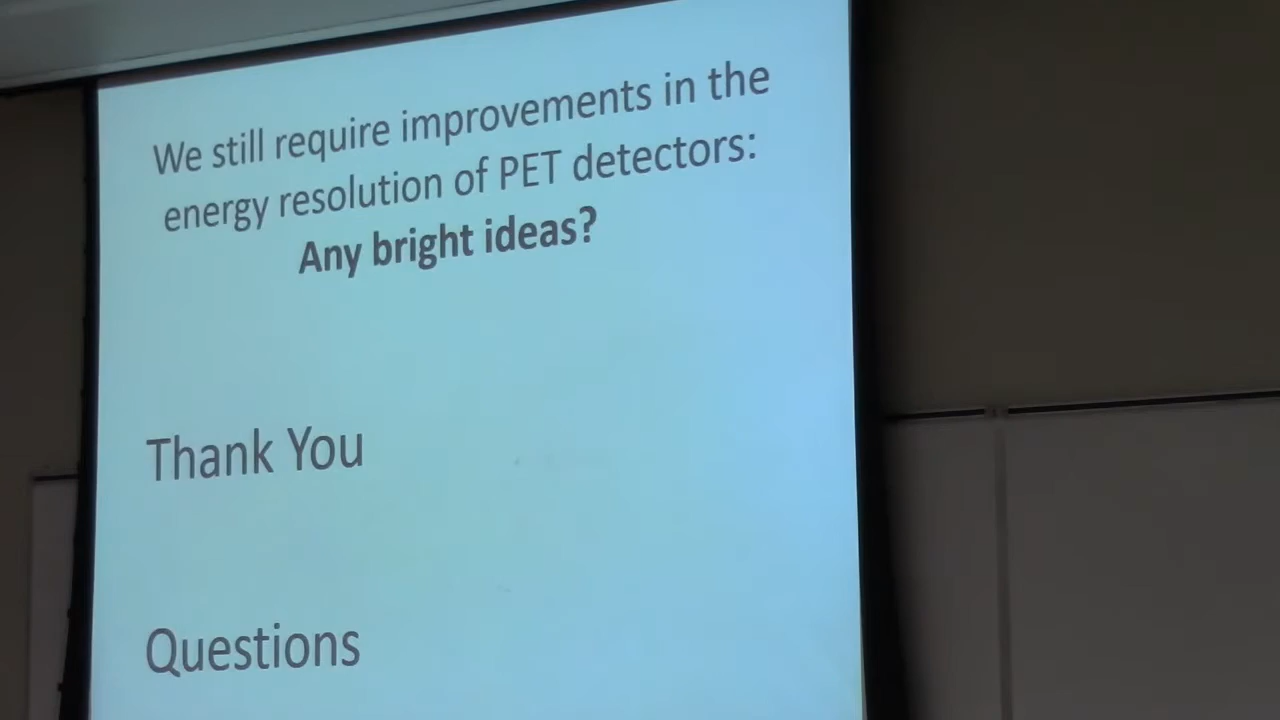 We still require improvements in the
energy resolution of PET detectors:
Any bright ideas?
Thank You
Questions